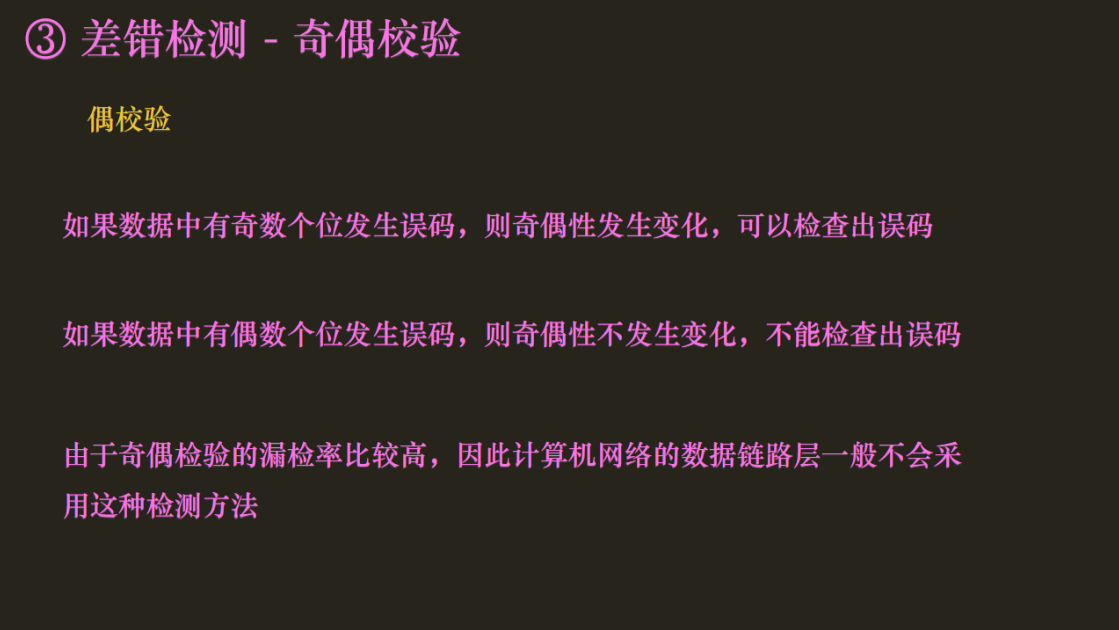 ③ 差错检测 - 奇偶校验
偶校验
如果数据中有奇数个位发生误码，则奇偶性发生变化，可以检查出误码
如果数据中有偶数个位发生误码，则奇偶性不发生变化，不能检查出误码
由于奇偶检验的漏检率比较高，因此计算机网络的数据链路层一般不会采
用这种检测方法